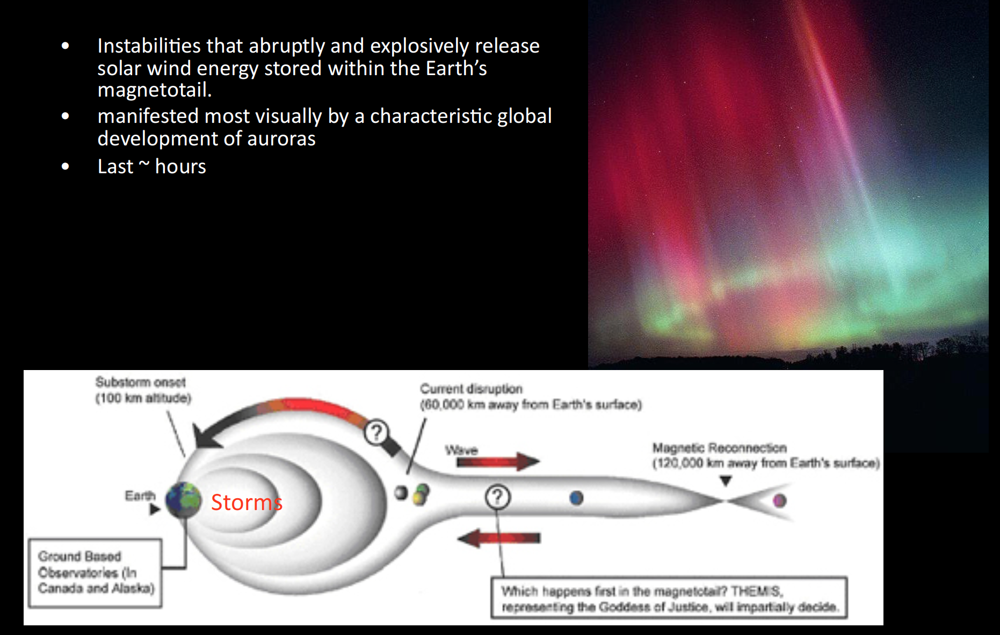 • Instabilities that abruptly and explosively release
solar wind energy stored within the Earth’s
magnetotail.
• manifested most visually by a characteristic global
development of auroras
• Last ~ hours
Substorm onset
(100 km altitude)
Current disruption
(60,000 km away from Earth's surface)
?
Wave
Magnetic Reconnection
(120,000 km away from Earth's surface)
Earth
Storms
?
Ground Based
Observatories (In
Canada and Alaska)
Which happens first in the magnetotail? THEMIS,
representing the Goddess of Justice, will impartially decide.